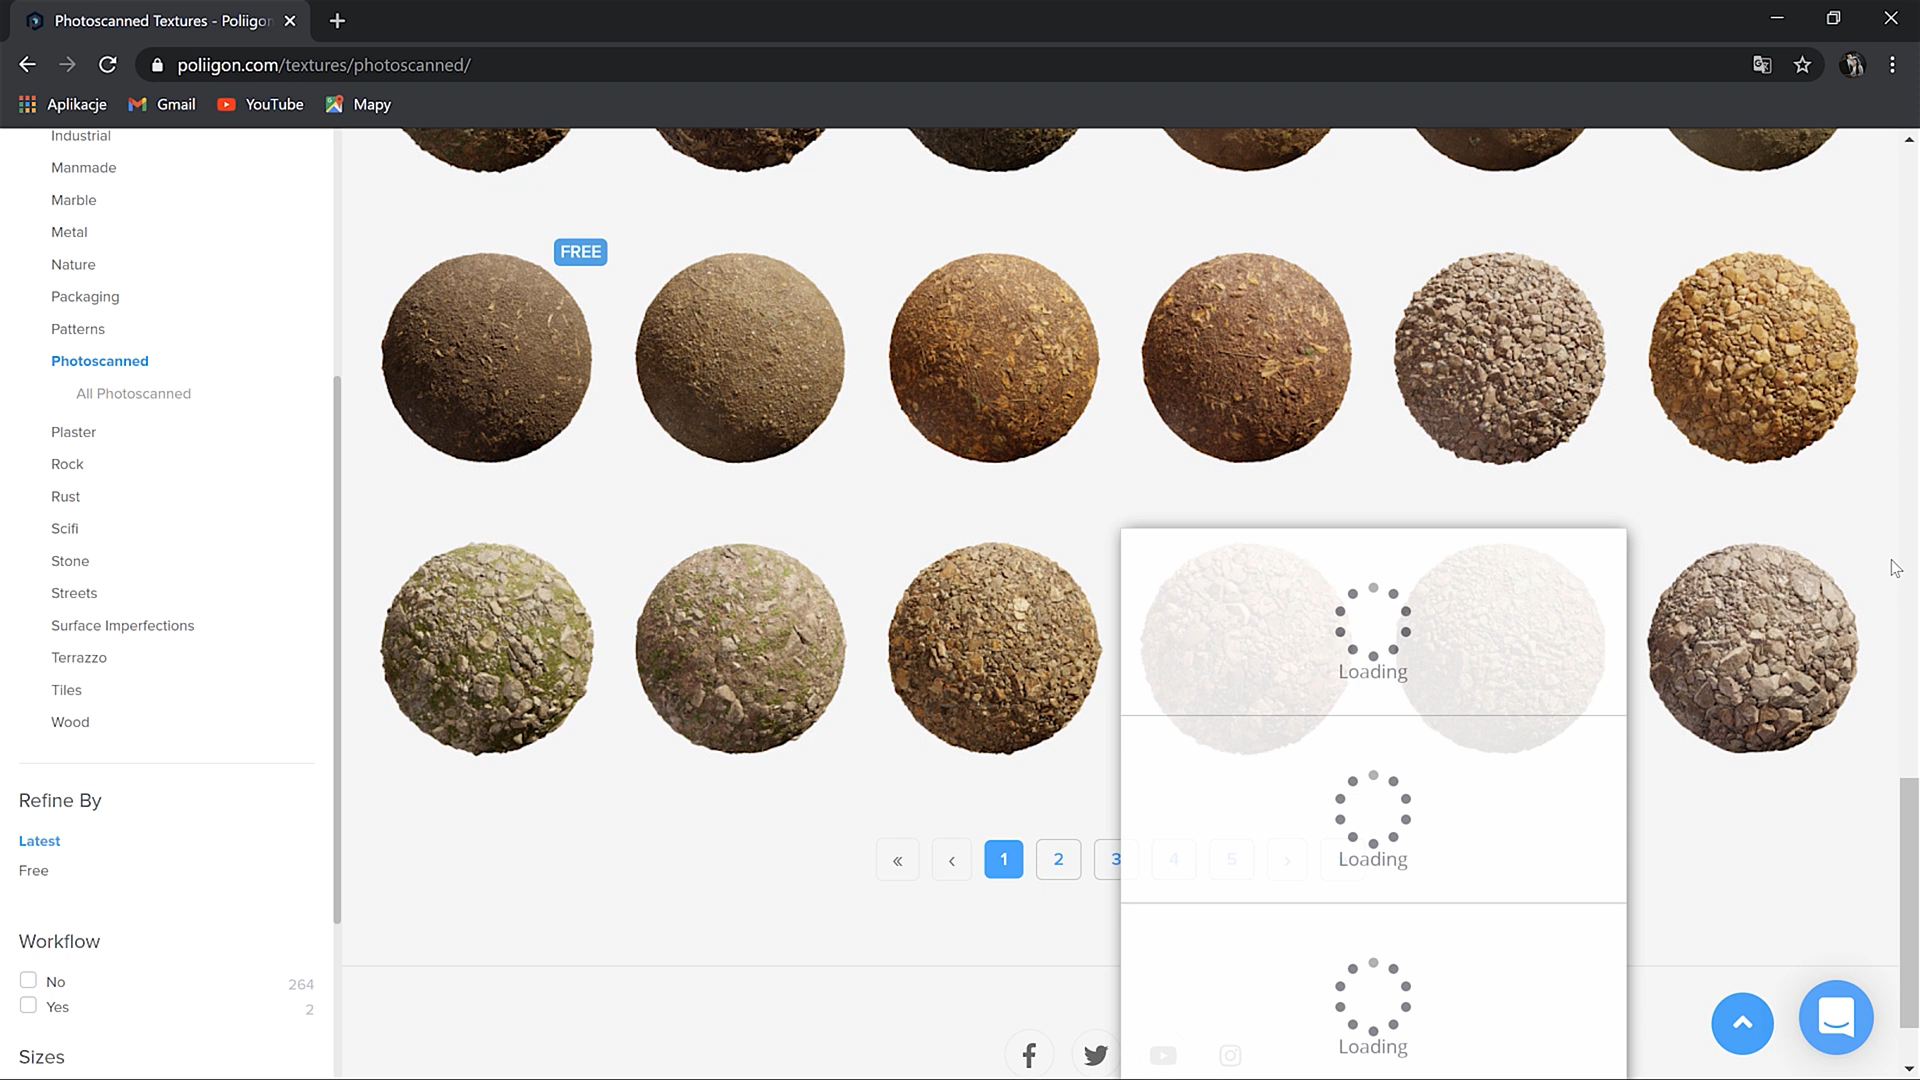 Photoscanned Textures - Poliigon
poliigon.com/textures/photoscanned/
Aplikacje
Gmail
YouTube
Mapy
Industrial
Manmade
Marble
Metal
Nature
Packaging
Patterns
Photoscanned
All Photoscanned
Plaster
Rock
Rust
Scifi
Stone
Streets
Surface Imperfections
Terrazzo
Tiles
Wood
Refine By
Latest
Free
Workflow
No 264
Yes 2
Sizes
FREE
Loading
Loading
« ‹ 1 2 3 4 5 ›
Loading